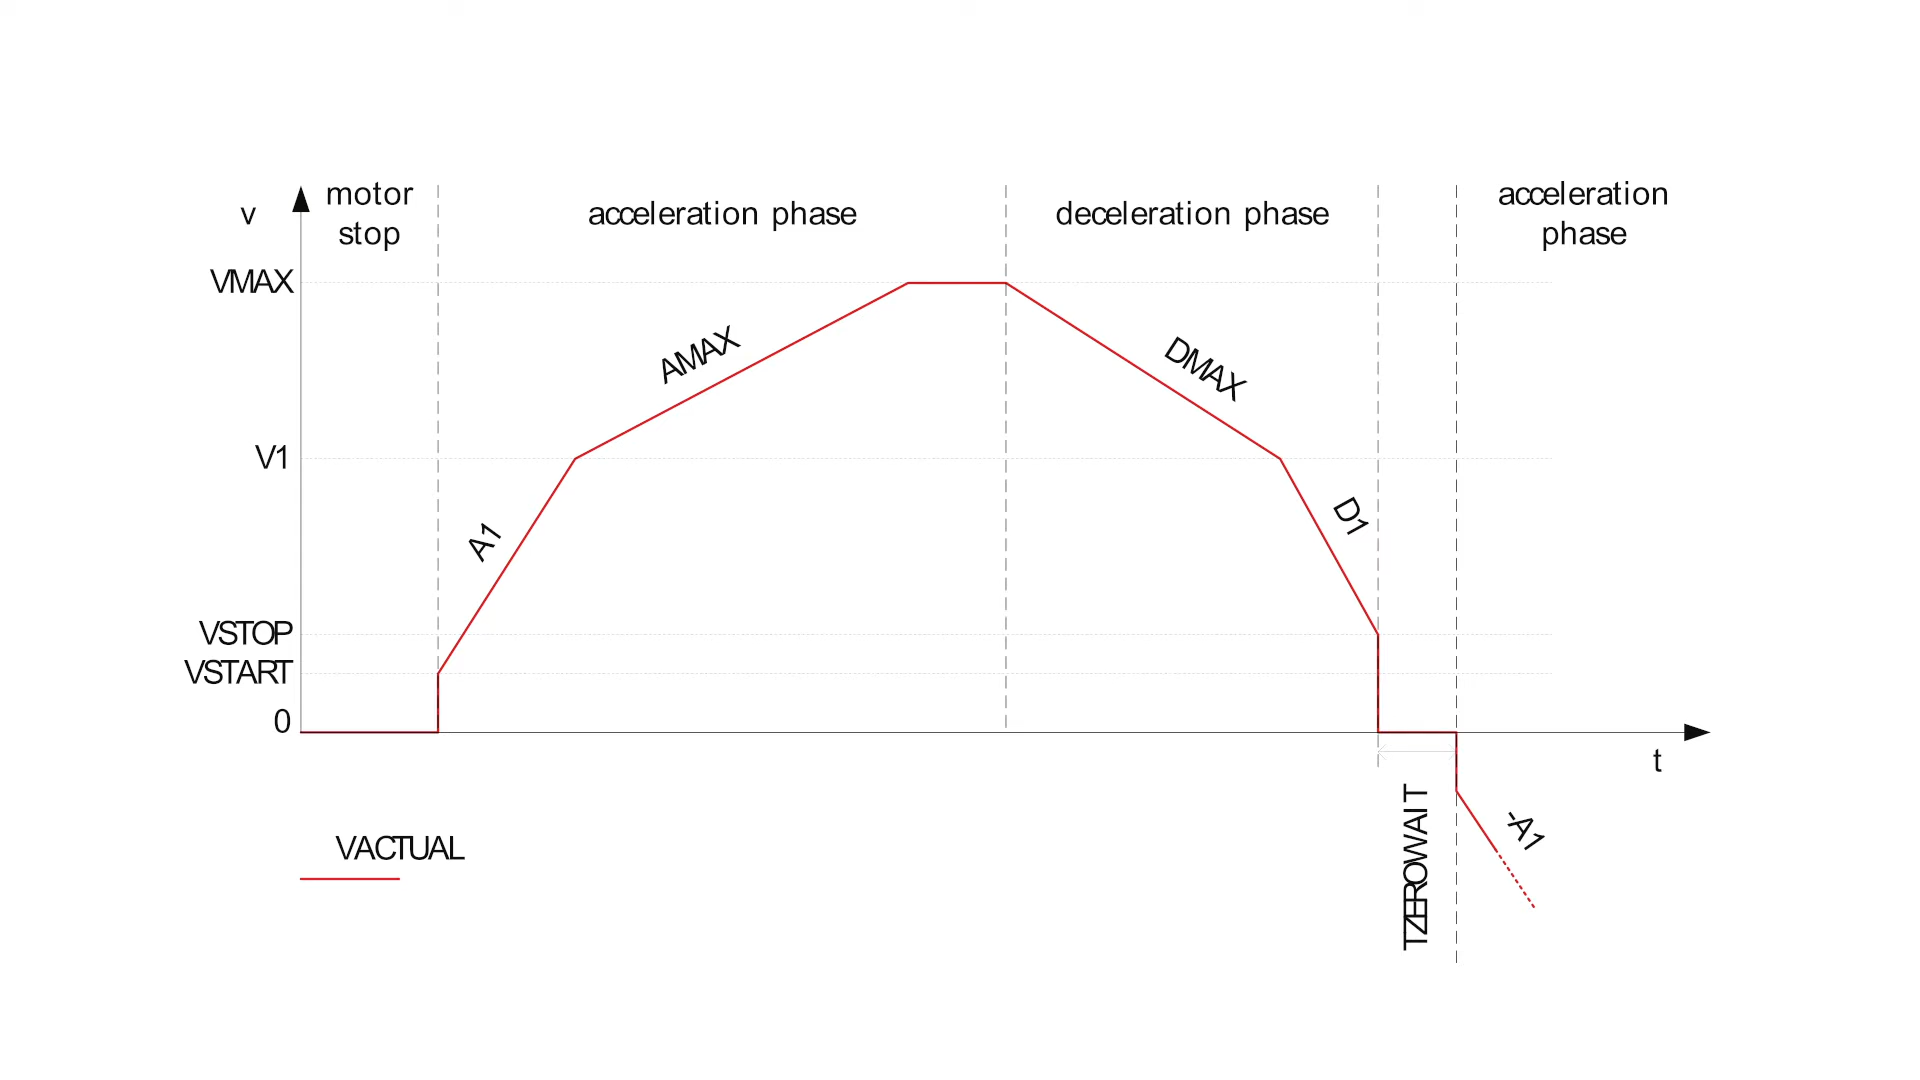 v
motor
stop
acceleration phase
deceleration phase
acceleration
phase
VMAX
AMAX
DMAX
V1
A1
D1
VSTOP
VSTART
0
t
TZEROWAIT
-A1
VACTUAL